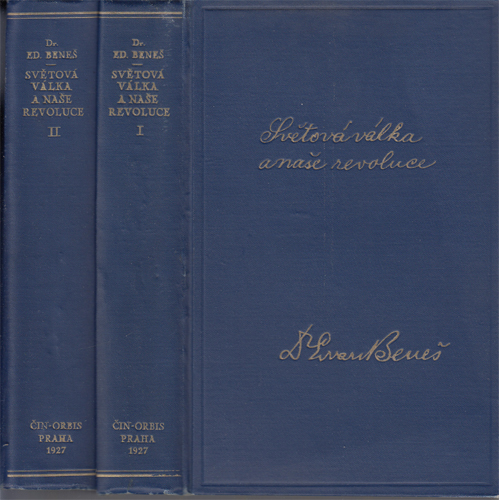 Dr.
ED. BENEŠ
SVĚTOVÁ
VÁLKA
A NAŠE
REVOLUCE
II
ČIN-ORBIS
PRAHA
1927
Dr.
ED. BENEŠ
SVĚTOVÁ
VÁLKA
A NAŠE
REVOLUCE
I
ČIN-ORBIS
PRAHA
1927
Světová válka
a naše revoluce
Dr Edvard Beneš